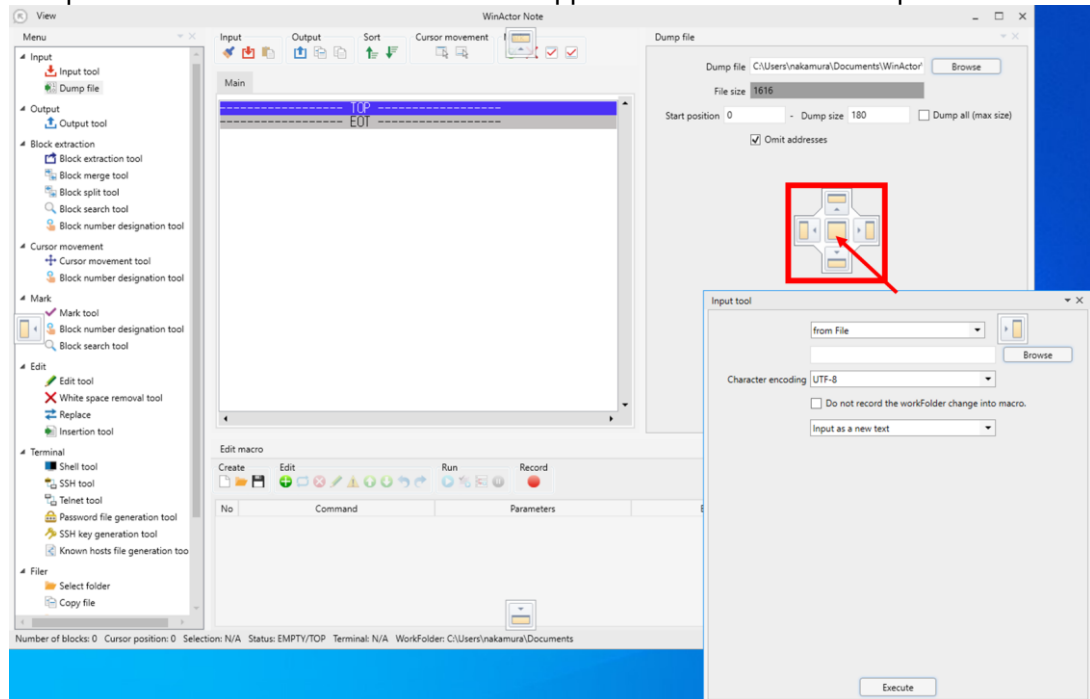 View
WinActor Note
Menu
Input
Input tool
Dump file
Output
Output tool
Block extraction
Block extraction tool
Block merge tool
Block split tool
Block search tool
Block number designation tool
Cursor movement
Cursor movement tool
Block number designation tool
Mark
Mark tool
Block number designation tool
Block search tool
Edit
Edit tool
White space removal tool
Replace
Insertion tool
Terminal
Shell tool
SSH tool
Telnet tool
Password file generation tool
SSH key generation tool
Known hosts file generation too
Filer
Select folder
Copy file
Input Output Sort Cursor movement
Main
------------------ TOP ------------------
------------------ EOT ------------------
Edit macro
Create Edit Run Record
No Command Parameters
Dump file
Dump file C:\Users\nakamura\Documents\WinActor' Browse
File size 1616
Start position 0 - Dump size 180 Dump all (max size)
Omit addresses
Input tool
from File
Browse
Character encoding UTF-8
Do not record the workFolder change into macro.
Input as a new text
Execute
Number of blocks: 0 Cursor position: 0 Selection: N/A Status: EMPTY/TOP Terminal: N/A WorkFolder: C:\Users\nakamura\Documents